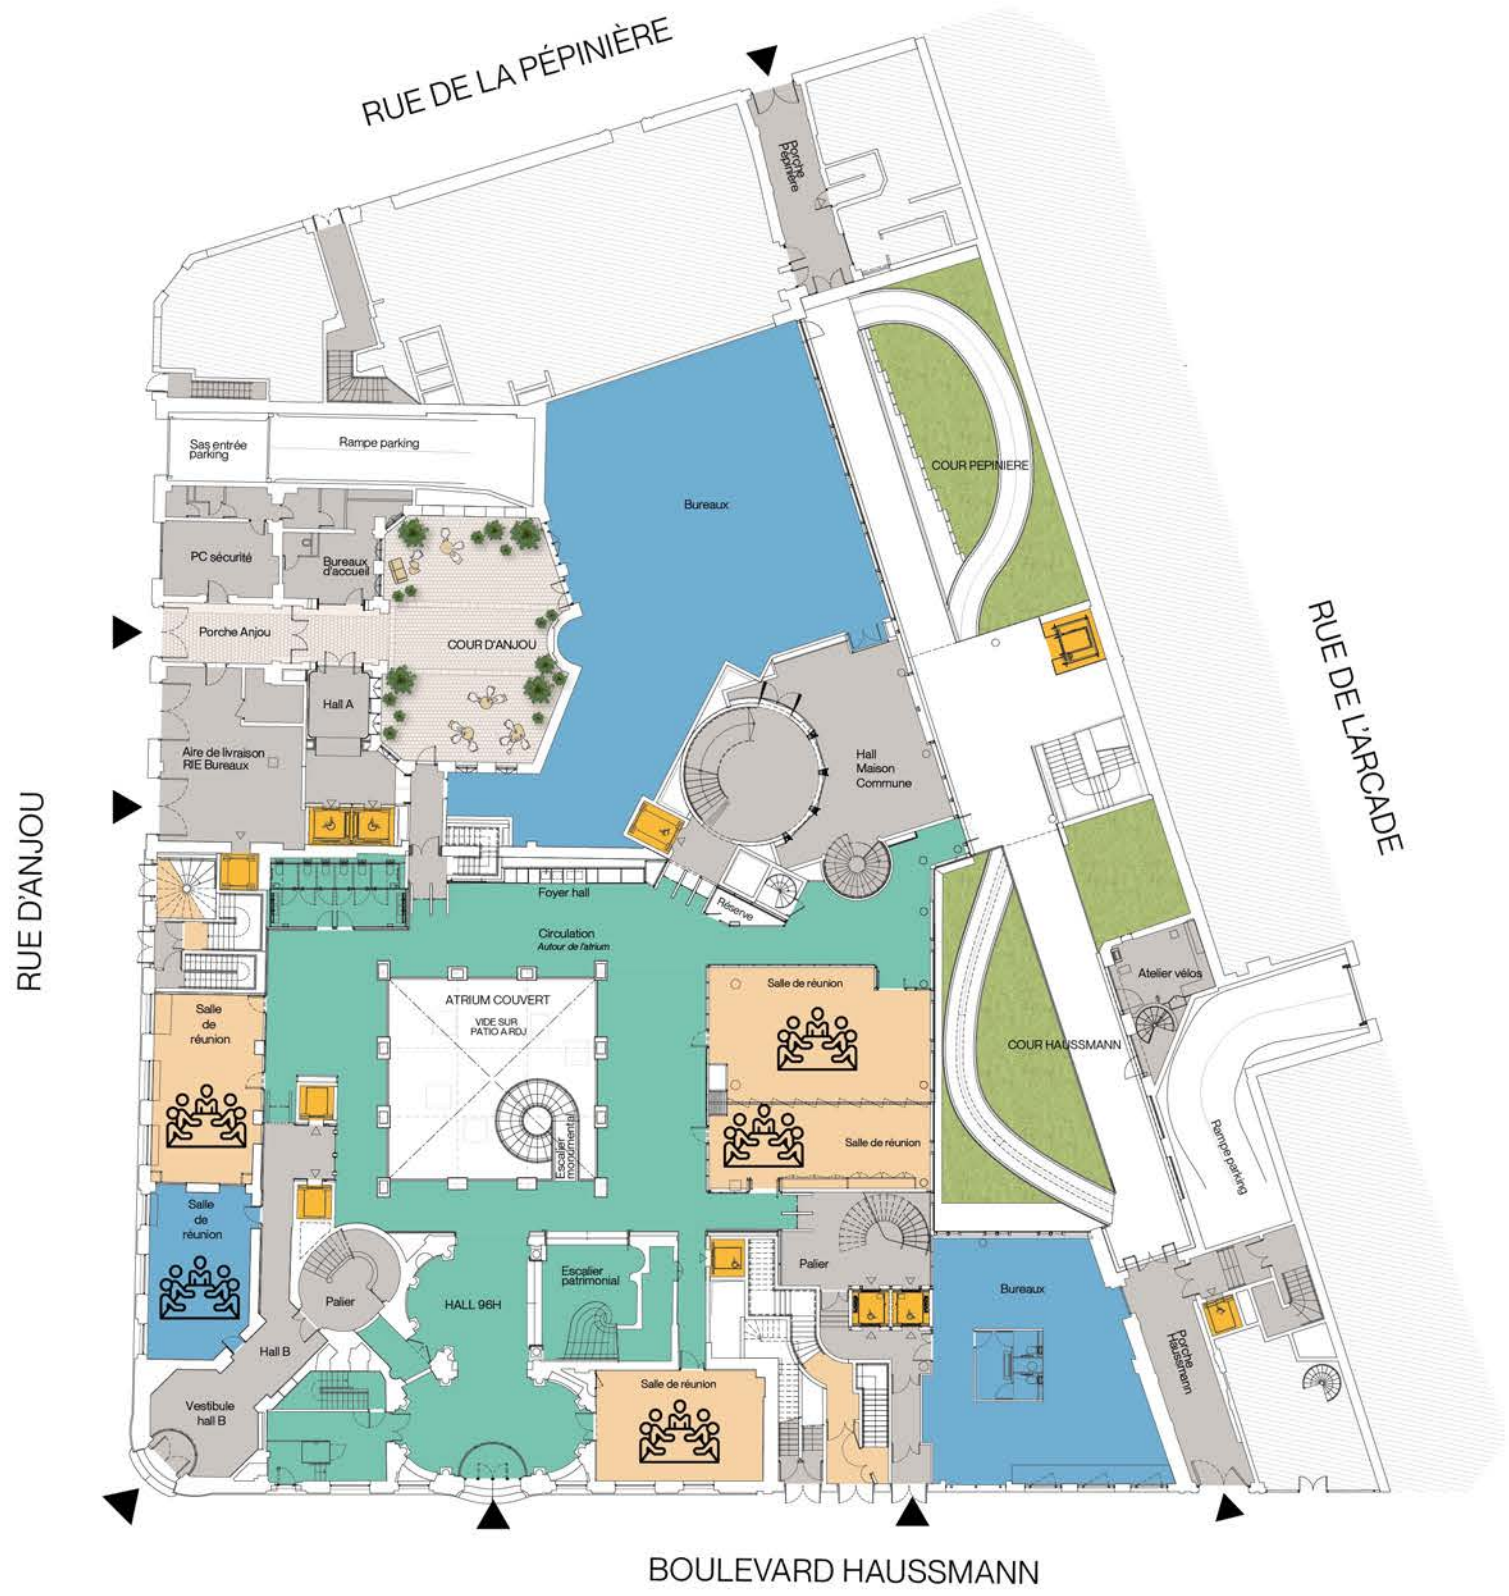 RUE DE LA PÉPINIÈRE
Porche
Pépinière
Sas entrée
parking
Rampe parking
COUR PEPINIERE
Bureaux
PC sécurité
Bureaux
d'accueil
Porche Anjou
COUR D'ANJOU
RUE DE L'ARCADE
Hall A
Aire de livraison
RIE Bureaux
Hall
Maison
Commune
RUE D'ANJOU
Foyer hall
Réserve
Circulation
Autour de l'atrium
Atelier vélos
ATRIUM COUVERT
VIDE SUR
PATIO A RDJ
Salle de réunion
Salle
de
réunion
COUR HAUSSMANN
Escalier
monumental
Salle de réunion
Rampe parking
Salle
de
réunion
Palier
Escalier
patrimonial
Palier
HALL 96H
Bureaux
Hall B
Porche
Haussmann
Salle de réunion
Vestibule
hall B
BOULEVARD HAUSSMANN